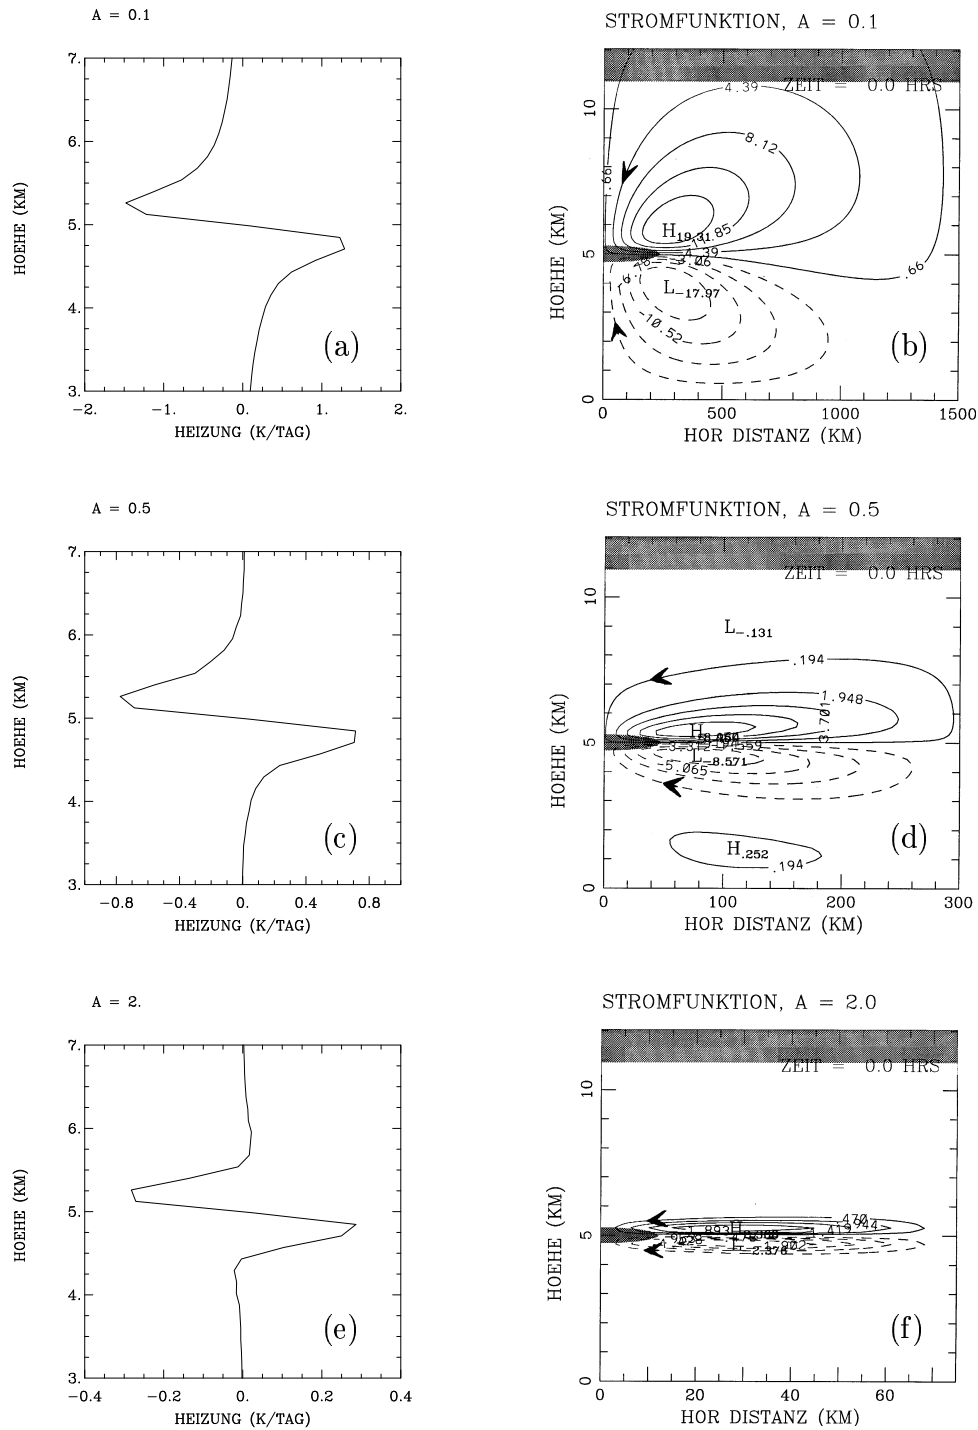 A = 0.1
7.
6.
5.
4.
3.
HOEHE (KM)
-2. -1. 0. 1. 2.
HEIZUNG (K/TAG)
(a)
STROMFUNKTION, A = 0.1
ZEIT = 0.0 HRS
10
5
0
HOEHE (KM)
4.39
8.12
.66
H19.31
4.39
L-17.97
-10.52
.66
0 500 1000 1500
HOR DISTANZ (KM)
(b)
A = 0.5
7.
6.
5.
4.
3.
HOEHE (KM)
-0.8 -0.4 0. 0.4 0.8
HEIZUNG (K/TAG)
(c)
STROMFUNKTION, A = 0.5
ZEIT = 0.0 HRS
10
5
0
HOEHE (KM)
L-.131
.194
1.948
3.701
H
L-8.571
-5.065
H.252
.194
0 100 200 300
HOR DISTANZ (KM)
(d)
A = 2.
7.
6.
5.
4.
3.
HOEHE (KM)
-0.4 -0.2 0. 0.2 0.4
HEIZUNG (K/TAG)
(e)
STROMFUNKTION, A = 2.0
ZEIT = 0.0 HRS
10
5
0
HOEHE (KM)
.470
H
0 20 40 60
HOR DISTANZ (KM)
(f)